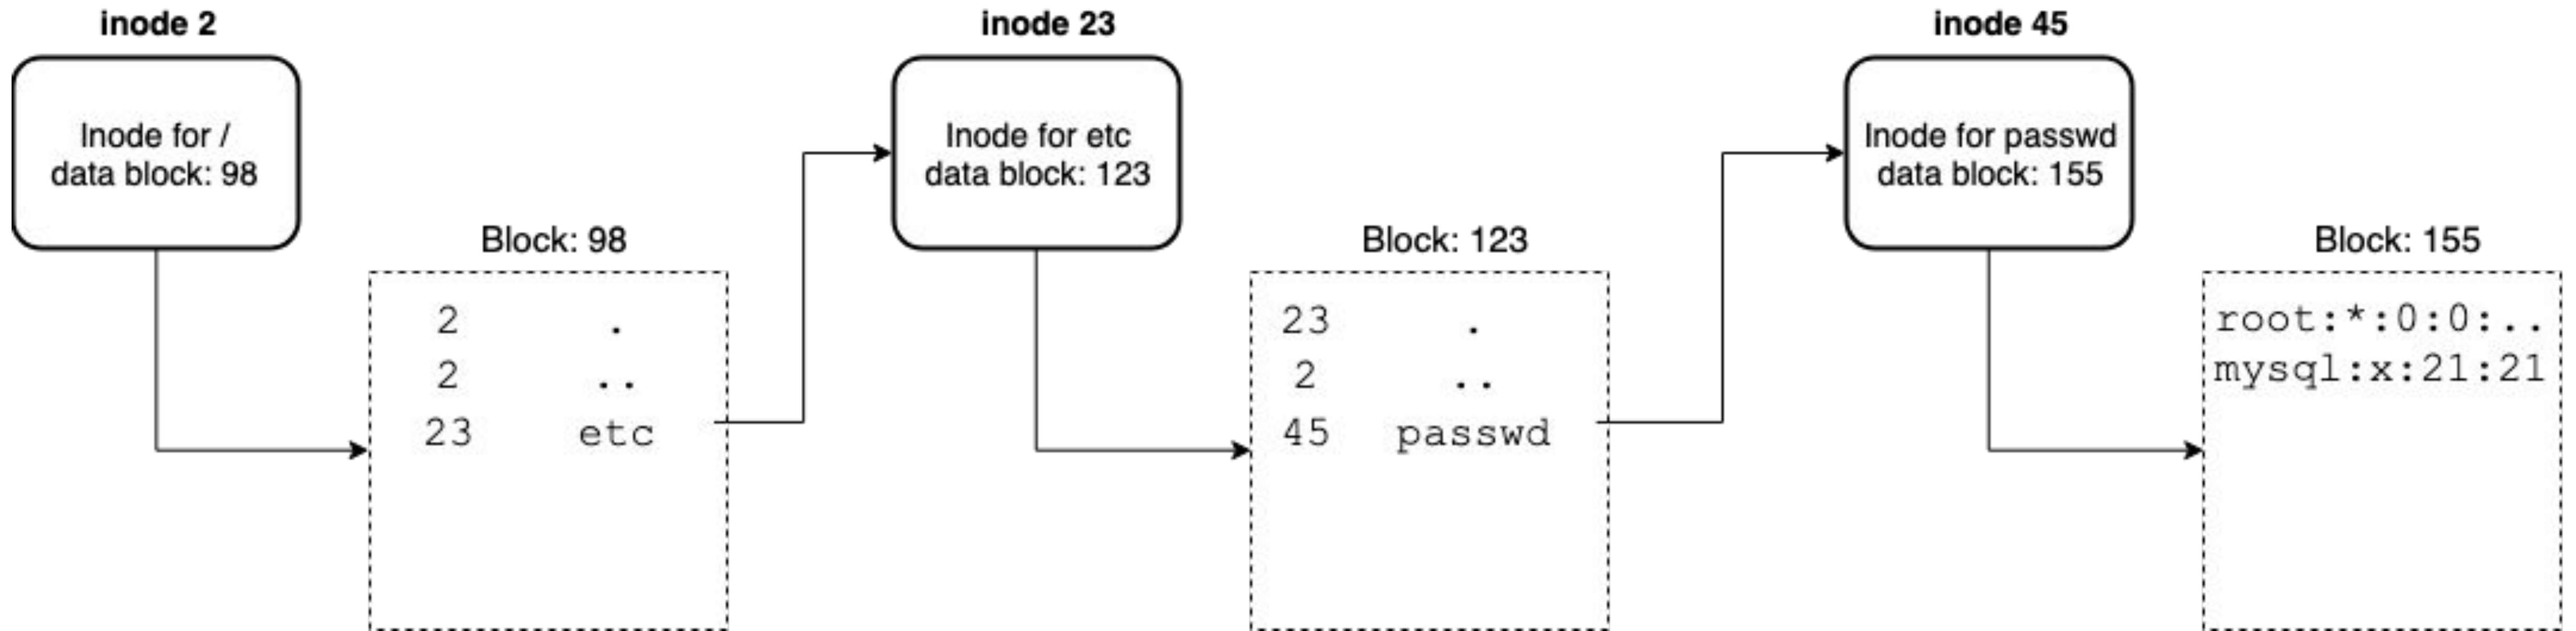 inode 2
Inode for /
data block: 98
Block: 98
2 .
2 ..
23 etc
inode 23
Inode for etc
data block: 123
Block: 123
23 .
2 ..
45 passwd
inode 45
Inode for passwd
data block: 155
Block: 155
root:*:0:0:..
mysql:x:21:21